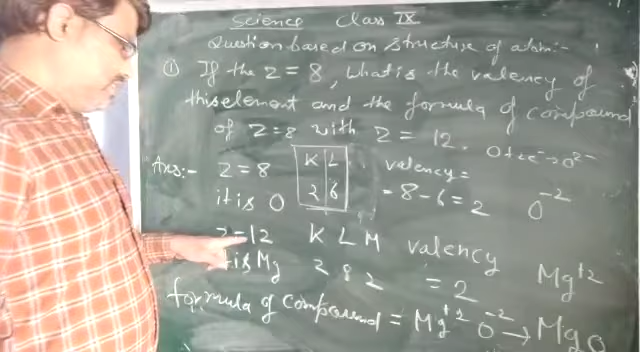 Science Class IX
Question based on structure of atom:-
① If the Z = 8, What is the valency of
this element and the formula of compound
of Z=8 with Z = 12.
O+2e⁻→O²⁻
Ans:- Z=8 K L valency =
it is O 2 6 = 8-6=2 O⁻²
Z=12 K L M valency
it is Mg 2 8 2 = 2 Mg⁺²
formula of compound = Mg⁺² O⁻² → MgO